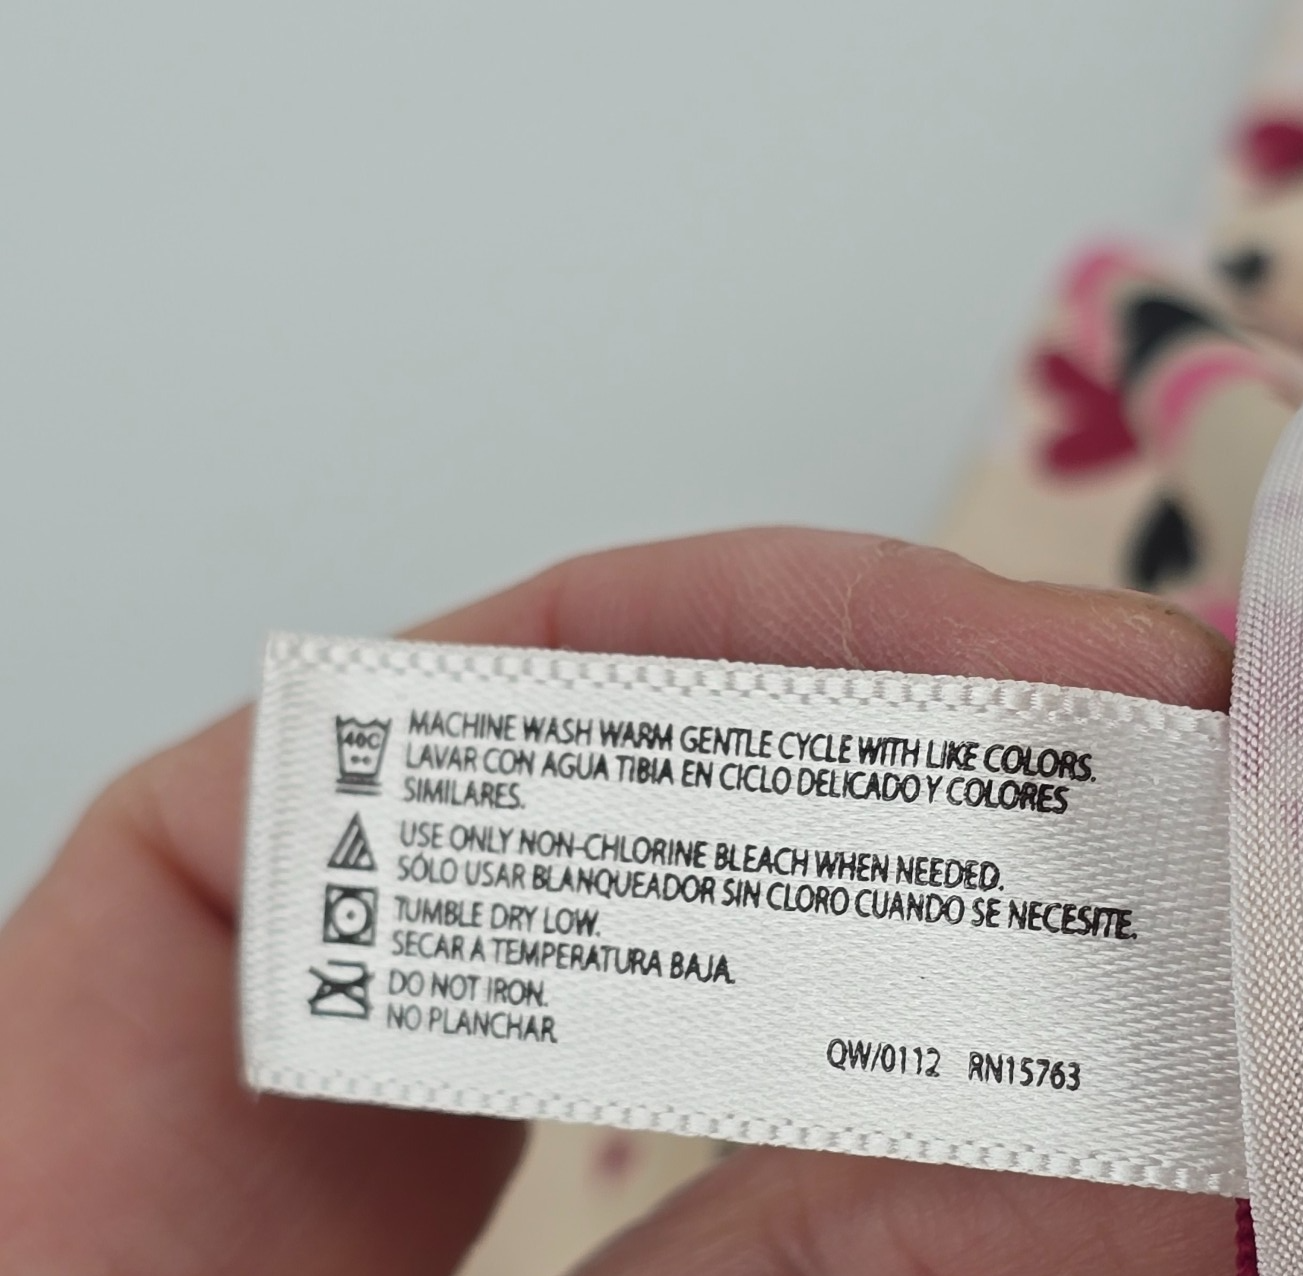 40C
MACHINE WASH WARM GENTLE CYCLE WITH LIKE COLORS.
LAVAR CON AGUA TIBIA EN CICLO DELICADO Y COLORES
SIMILARES.
USE ONLY NON-CHLORINE BLEACH WHEN NEEDED.
SÓLO USAR BLANQUEADOR SIN CLORO CUANDO SE NECESITE.
TUMBLE DRY LOW.
SECAR A TEMPERATURA BAJA.
DO NOT IRON.
NO PLANCHAR
QW/0112 RN15763